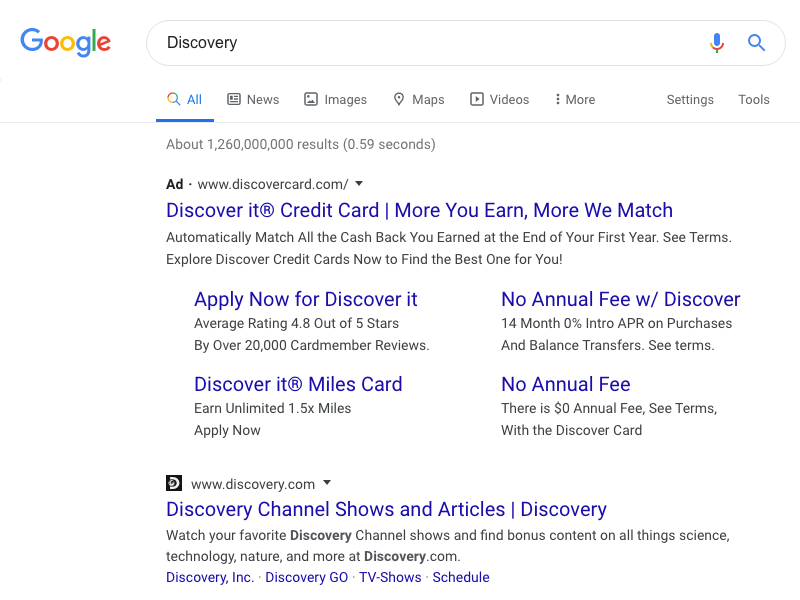 Google
Discovery
All News Images Maps Videos More Settings Tools
About 1,260,000,000 results (0.59 seconds)
Ad · www.discovercard.com/
Discover it® Credit Card | More You Earn, More We Match
Automatically Match All the Cash Back You Earned at the End of Your First Year. See Terms.
Explore Discover Credit Cards Now to Find the Best One for You!
Apply Now for Discover it
Average Rating 4.8 Out of 5 Stars
By Over 20,000 Cardmember Reviews.
No Annual Fee w/ Discover
14 Month 0% Intro APR on Purchases
And Balance Transfers. See terms.
Discover it® Miles Card
Earn Unlimited 1.5x Miles
Apply Now
No Annual Fee
There is $0 Annual Fee, See Terms,
With the Discover Card
www.discovery.com
Discovery Channel Shows and Articles | Discovery
Watch your favorite Discovery Channel shows and find bonus content on all things science,
technology, nature, and more at Discovery.com.
Discovery, Inc. · Discovery GO · TV-Shows · Schedule